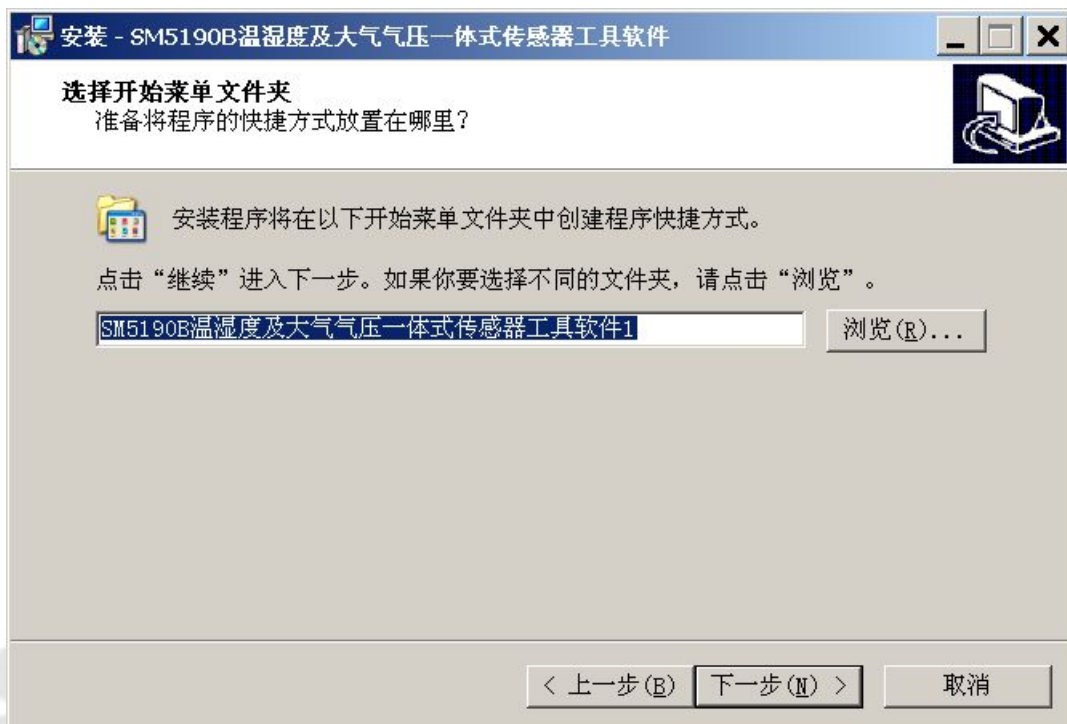 安装 - SM5190B温湿度及大气气压一体式传感器工具软件
选择开始菜单文件夹
准备将程序的快捷方式放置在哪里？
安装程序将在以下开始菜单文件夹中创建程序快捷方式。
点击“继续”进入下一步。如果你要选择不同的文件夹，请点击“浏览”。
SM5190B温湿度及大气气压一体式传感器工具软件1
浏览(R)...
< 上一步(B)
下一步(N) >
取消